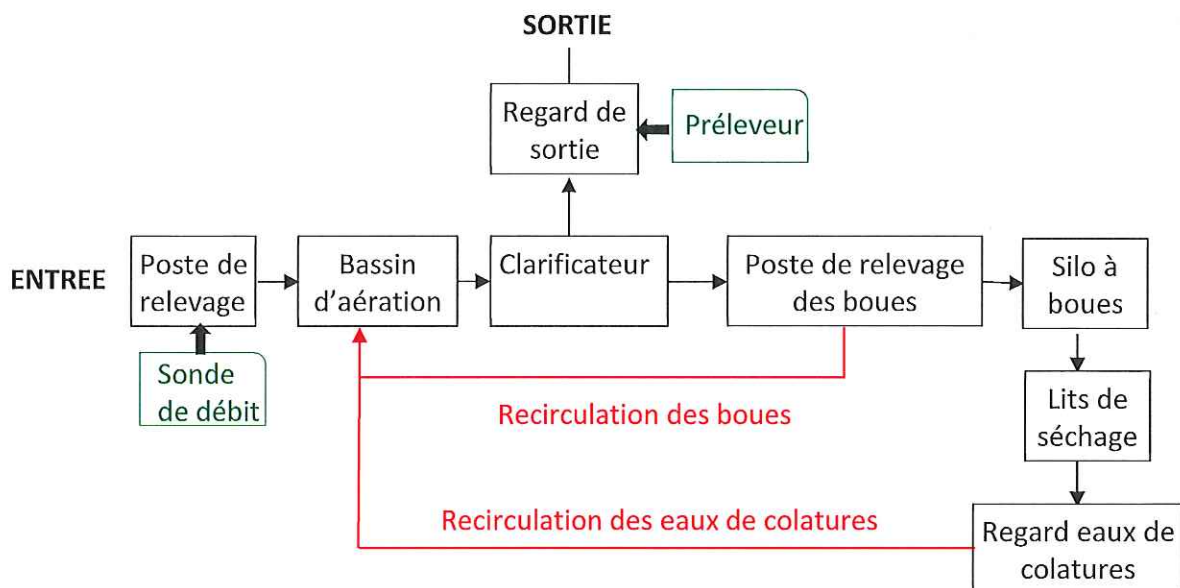 SORTIE
Regard de
sortie
Préleveur
ENTREE
Poste de
relevage
Bassin
d'aération
Clarificateur
Poste de relevage
des boues
Silo à
boues
Sonde
de débit
Recirculation des boues
Lits de
séchage
Recirculation des eaux de colatures
Regard eaux de
colatures